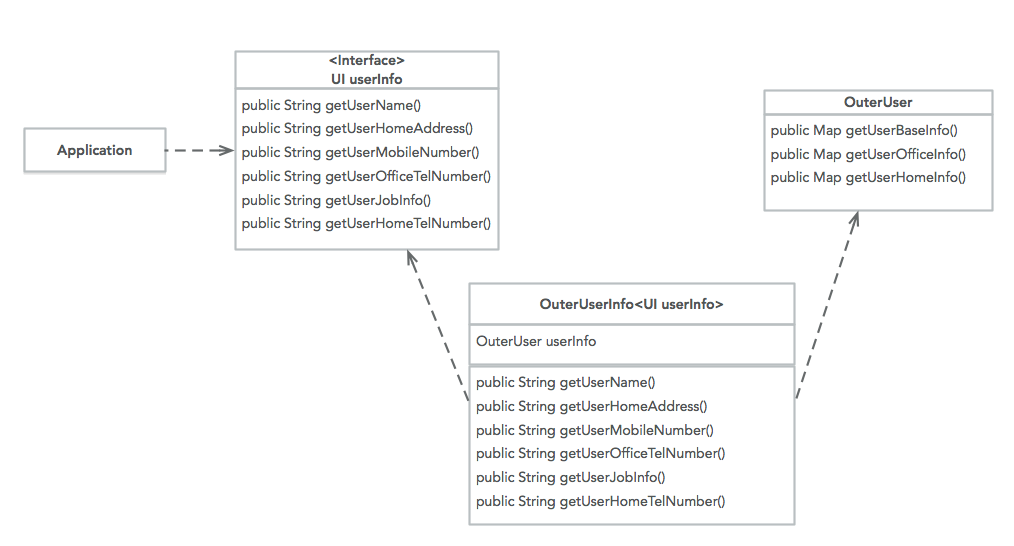 Application
<Interface>
UI userInfo
public String getUserName()
public String getUserHomeAddress()
public String getUserMobileNumber()
public String getUserOfficeTelNumber()
public String getUserJobInfo()
public String getUserHomeTelNumber()
OuterUser
public Map getUserBaseInfo()
public Map getUserOfficeInfo()
public Map getUserHomeInfo()
OuterUserInfo<UI userInfo>
OuterUser userInfo
public String getUserName()
public String getUserHomeAddress()
public String getUserMobileNumber()
public String getUserOfficeTelNumber()
public String getUserJobInfo()
public String getUserHomeTelNumber()